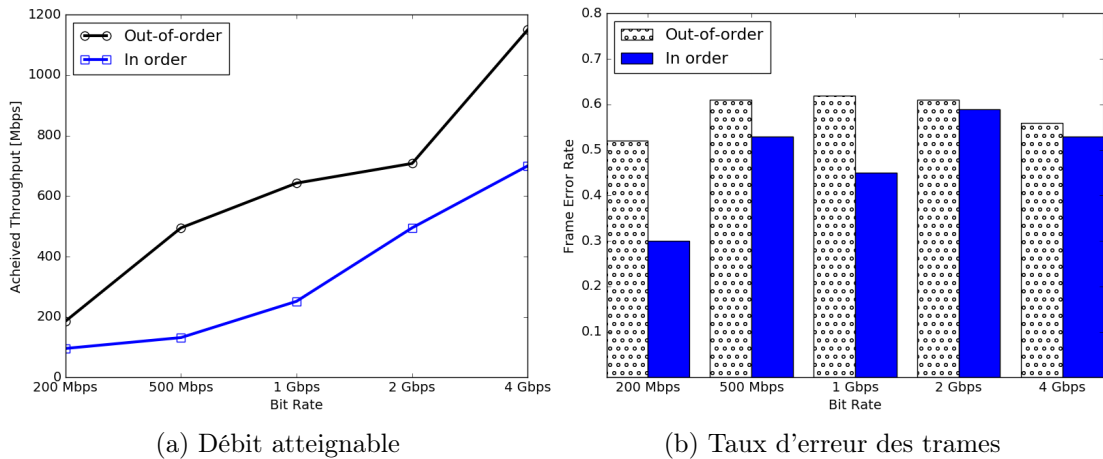 1200
1000
800
600
400
200
0
Acheived Throughput [Mbps]
Out-of-order
In order
200 Mbps 500 Mbps 1 Gbps 2 Gbps 4 Gbps
Bit Rate
(a) Débit atteignable
0.8
0.7
0.6
0.5
0.4
0.3
0.2
0.1
Frame Error Rate
Out-of-order
In order
200 Mbps 500 Mbps 1 Gbps 2 Gbps 4 Gbps
Bit Rate
(b) Taux d'erreur des trames